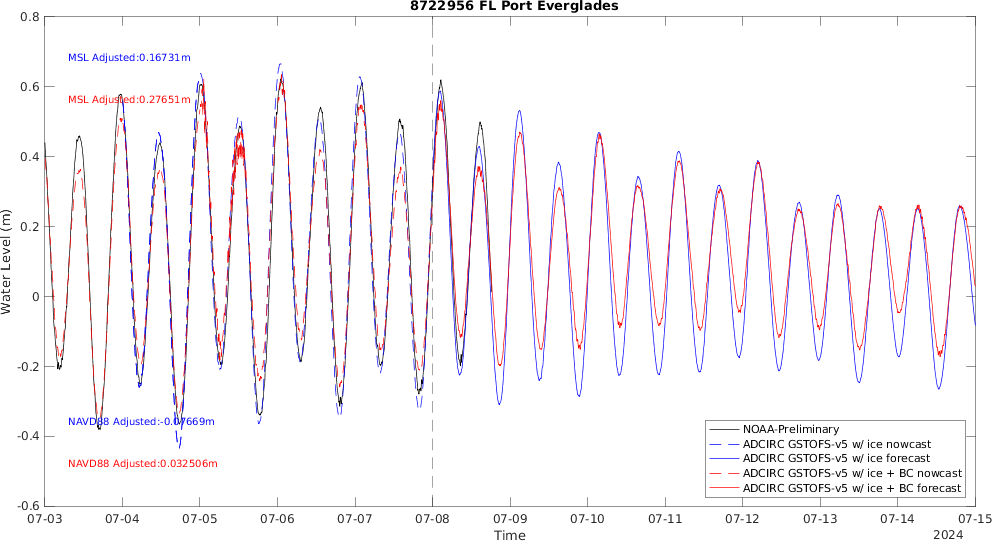 8722956 FL Port Everglades
0.8
0.6
0.4
0.2
0
-0.2
-0.4
-0.6
Water Level (m)
MSL Adjusted:0.16731m
MSL Adjusted:0.27651m
NAVD88 Adjusted:-0.07669m
NAVD88 Adjusted:0.032506m
NOAA-Preliminary
ADCIRC GSTOFS-v5 w/ ice nowcast
ADCIRC GSTOFS-v5 w/ ice forecast
ADCIRC GSTOFS-v5 w/ ice + BC nowcast
ADCIRC GSTOFS-v5 w/ ice + BC forecast
07-03 07-04 07-05 07-06 07-07 07-08 07-09 07-10 07-11 07-12 07-13 07-14 07-15
Time
2024